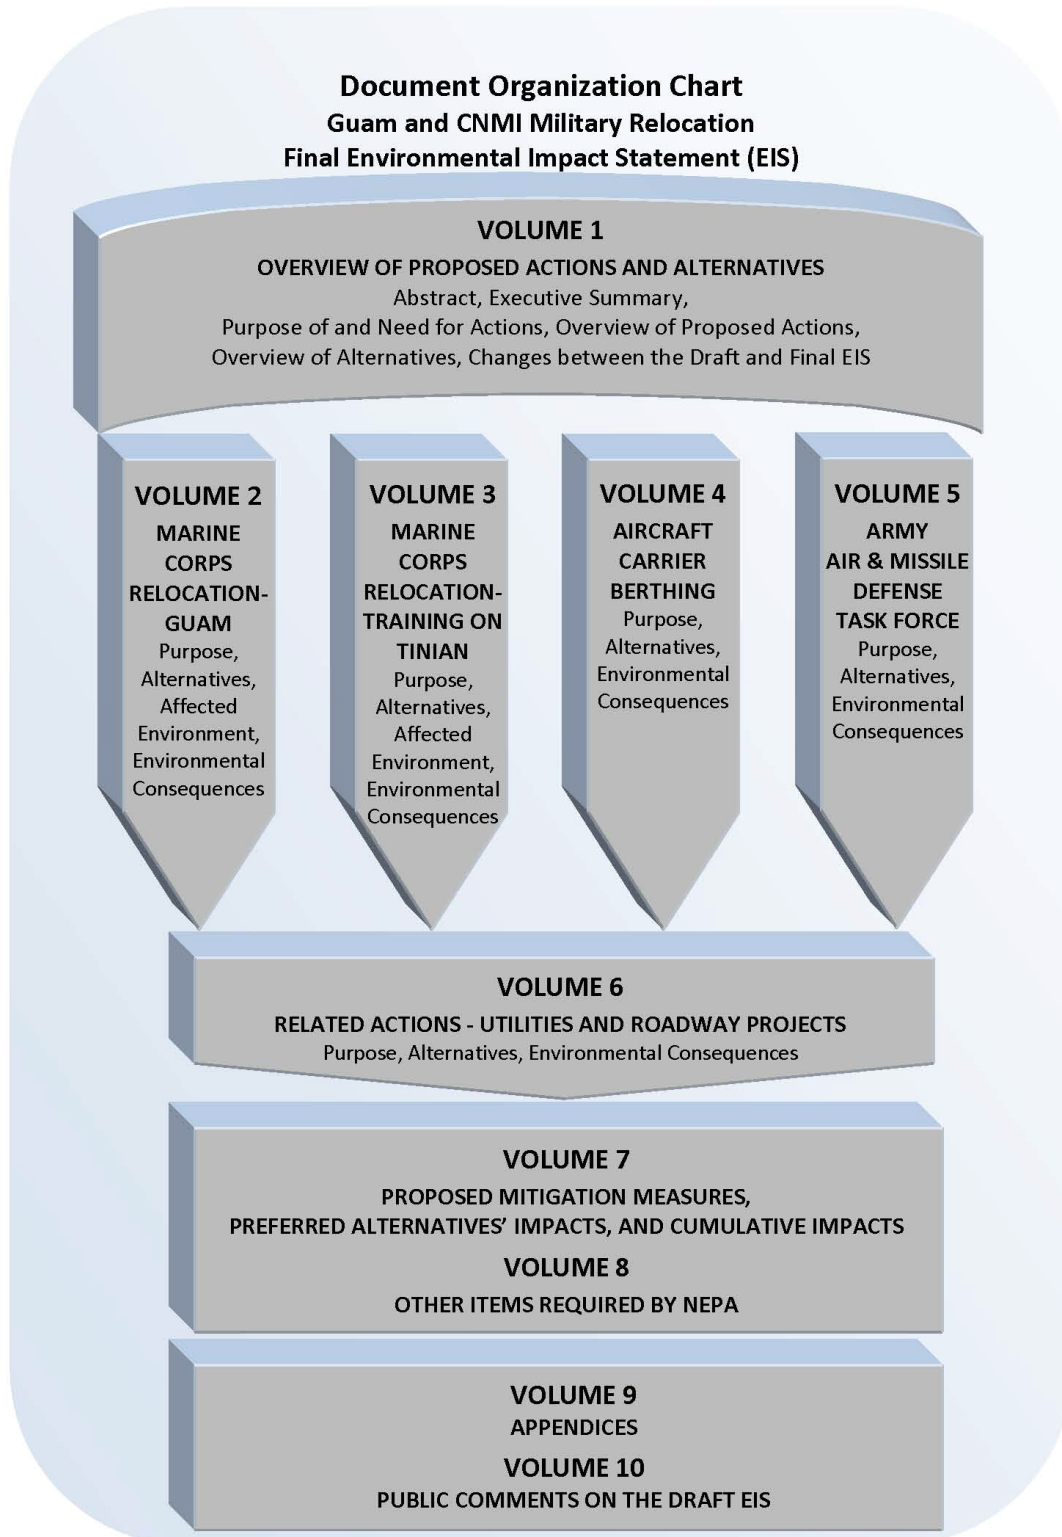 Document Organization Chart
Guam and CNMI Military Relocation
Final Environmental Impact Statement (EIS)
VOLUME 1
OVERVIEW OF PROPOSED ACTIONS AND ALTERNATIVES
Abstract, Executive Summary,
Purpose of and Need for Actions, Overview of Proposed Actions,
Overview of Alternatives, Changes between the Draft and Final EIS
VOLUME 2
MARINE
CORPS
RELOCATION-
GUAM
Purpose,
Alternatives,
Affected
Environment,
Environmental
Consequences
VOLUME 3
MARINE
CORPS
RELOCATION-
TRAINING ON
TINIAN
Purpose,
Alternatives,
Affected
Environment,
Environmental
Consequences
VOLUME 4
AIRCRAFT
CARRIER
BERTHING
Purpose,
Alternatives,
Environmental
Consequences
VOLUME 5
ARMY
AIR & MISSILE
DEFENSE
TASK FORCE
Purpose,
Alternatives,
Environmental
Consequences
VOLUME 6
RELATED ACTIONS - UTILITIES AND ROADWAY PROJECTS
Purpose, Alternatives, Environmental Consequences
VOLUME 7
PROPOSED MITIGATION MEASURES,
PREFERRED ALTERNATIVES’ IMPACTS, AND CUMULATIVE IMPACTS
VOLUME 8
OTHER ITEMS REQUIRED BY NEPA
VOLUME 9
APPENDICES
VOLUME 10
PUBLIC COMMENTS ON THE DRAFT EIS